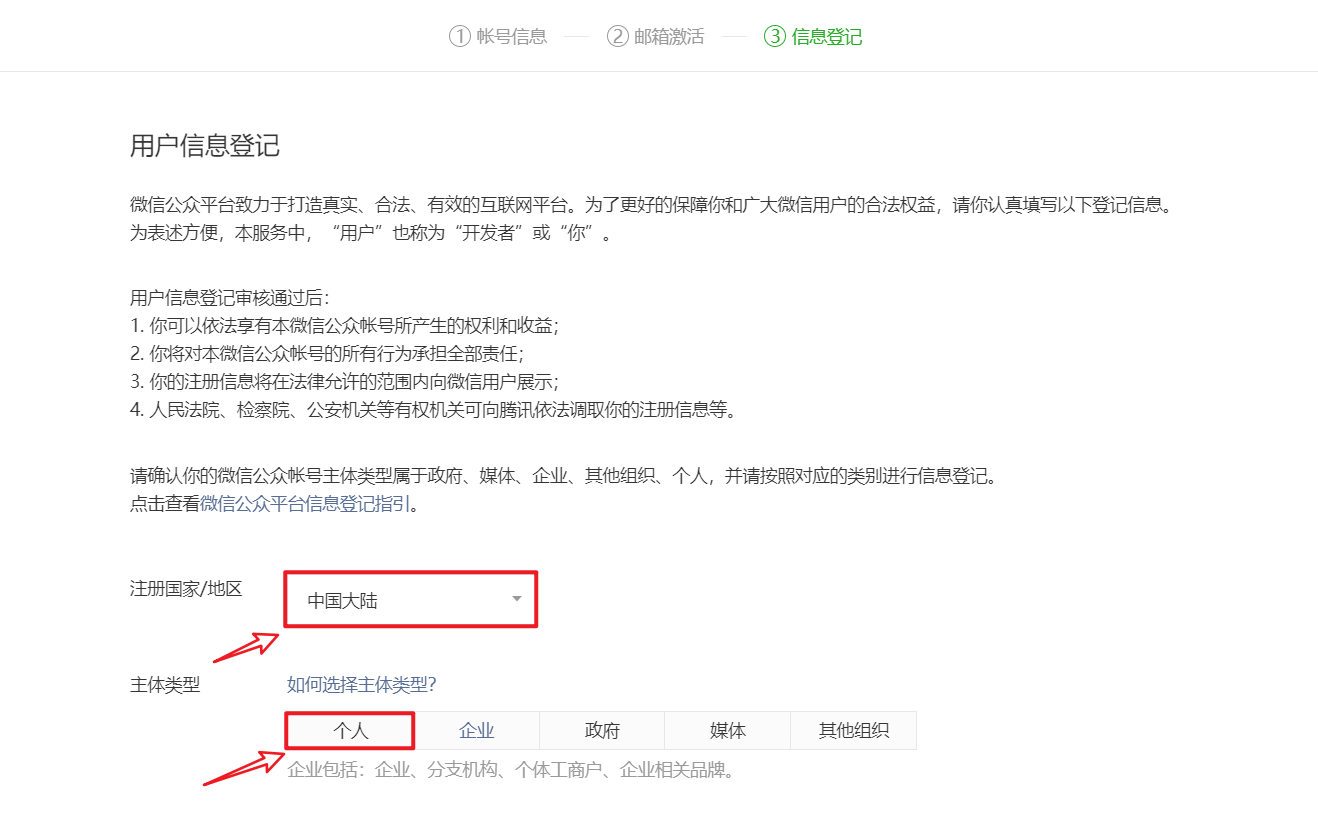 ① 帐号信息 ② 邮箱激活 ③ 信息登记
用户信息登记
微信公众平台致力于打造真实、合法、有效的互联网平台。为了更好的保障你和广大微信用户的合法权益，请你认真填写以下登记信息。
为表述方便，本服务中，“用户”也称为“开发者”或“你”。
用户信息登记审核通过后：
1. 你可以依法享有本微信公众帐号所产生的权利和收益；
2. 你将对本微信公众帐号的所有行为承担全部责任；
3. 你的注册信息将在法律允许的范围内向微信用户展示；
4. 人民法院、检察院、公安机关等有权机关可向腾讯依法调取你的注册信息等。
请确认你的微信公众帐号主体类型属于政府、媒体、企业、其他组织、个人，并请按照对应的类别进行信息登记。
点击查看微信公众平台信息登记指引。
注册国家/地区 中国大陆
主体类型 如何选择主体类型?
个人 企业 政府 媒体 其他组织
企业包括：企业、分支机构、个体工商户、企业相关品牌。